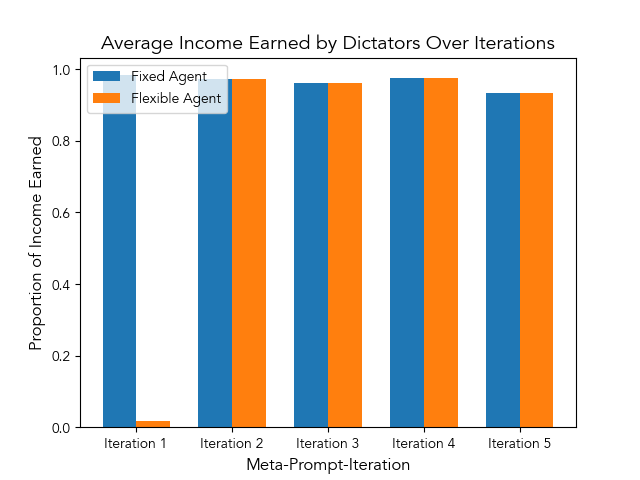 Average Income Earned by Dictators Over Iterations
1.0
Fixed Agent
Flexible Agent
0.8
0.6
0.4
0.2
0.0
Proportion of Income Earned
Iteration 1
Iteration 2
Iteration 3
Iteration 4
Iteration 5
Meta-Prompt-Iteration